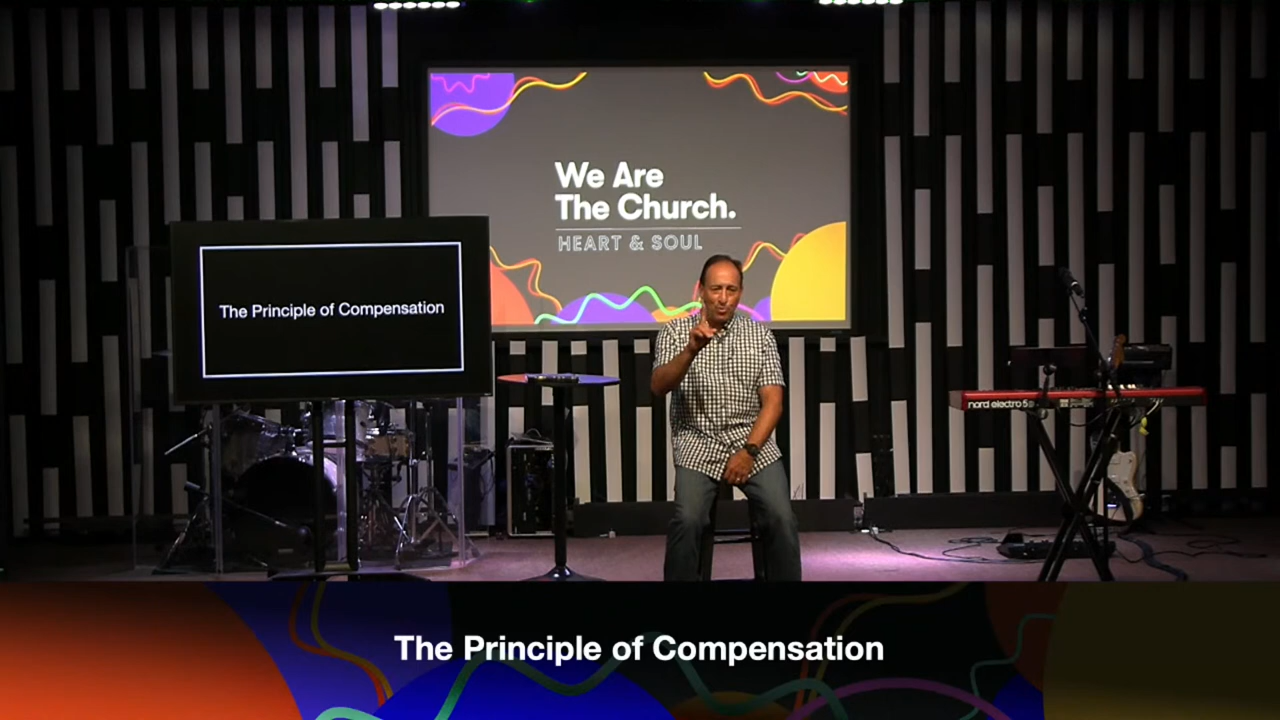 We Are
The Church.
HEART & SOUL
The Principle of Compensation
nord electro 5
The Principle of Compensation